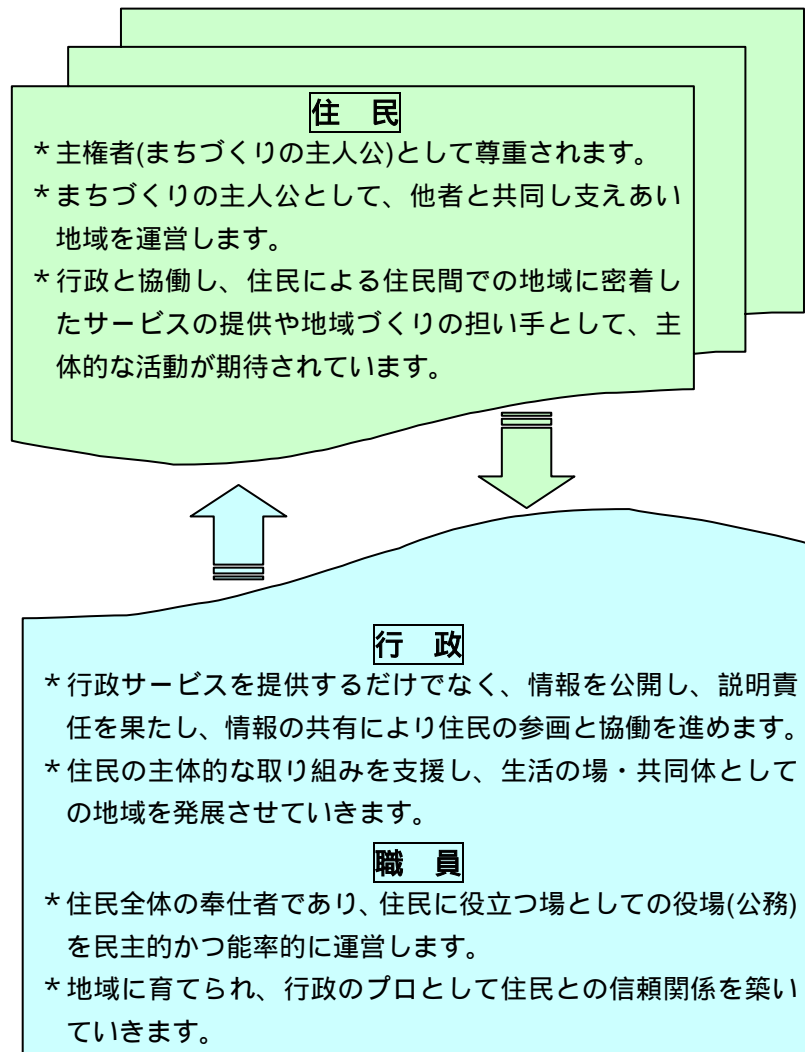 住　民
＊主権者(まちづくりの主人公)として尊重されます。
＊まちづくりの主人公として、他者と共同し支えあい
地域を運営します。
＊行政と協働し、住民による住民間での地域に密着し
たサービスの提供や地域づくりの担い手として、主
体的な活動が期待されています。
行　政
＊行政サービスを提供するだけでなく、情報を公開し、説明責
任を果たし、情報の共有により住民の参画と協働を進めます。
＊住民の主体的な取り組みを支援し、生活の場・共同体として
の地域を発展させていきます。
職　員
＊住民全体の奉仕者であり、住民に役立つ場としての役場(公務)
を民主的かつ能率的に運営します。
＊地域に育てられ、行政のプロとして住民との信頼関係を築い
ていきます。